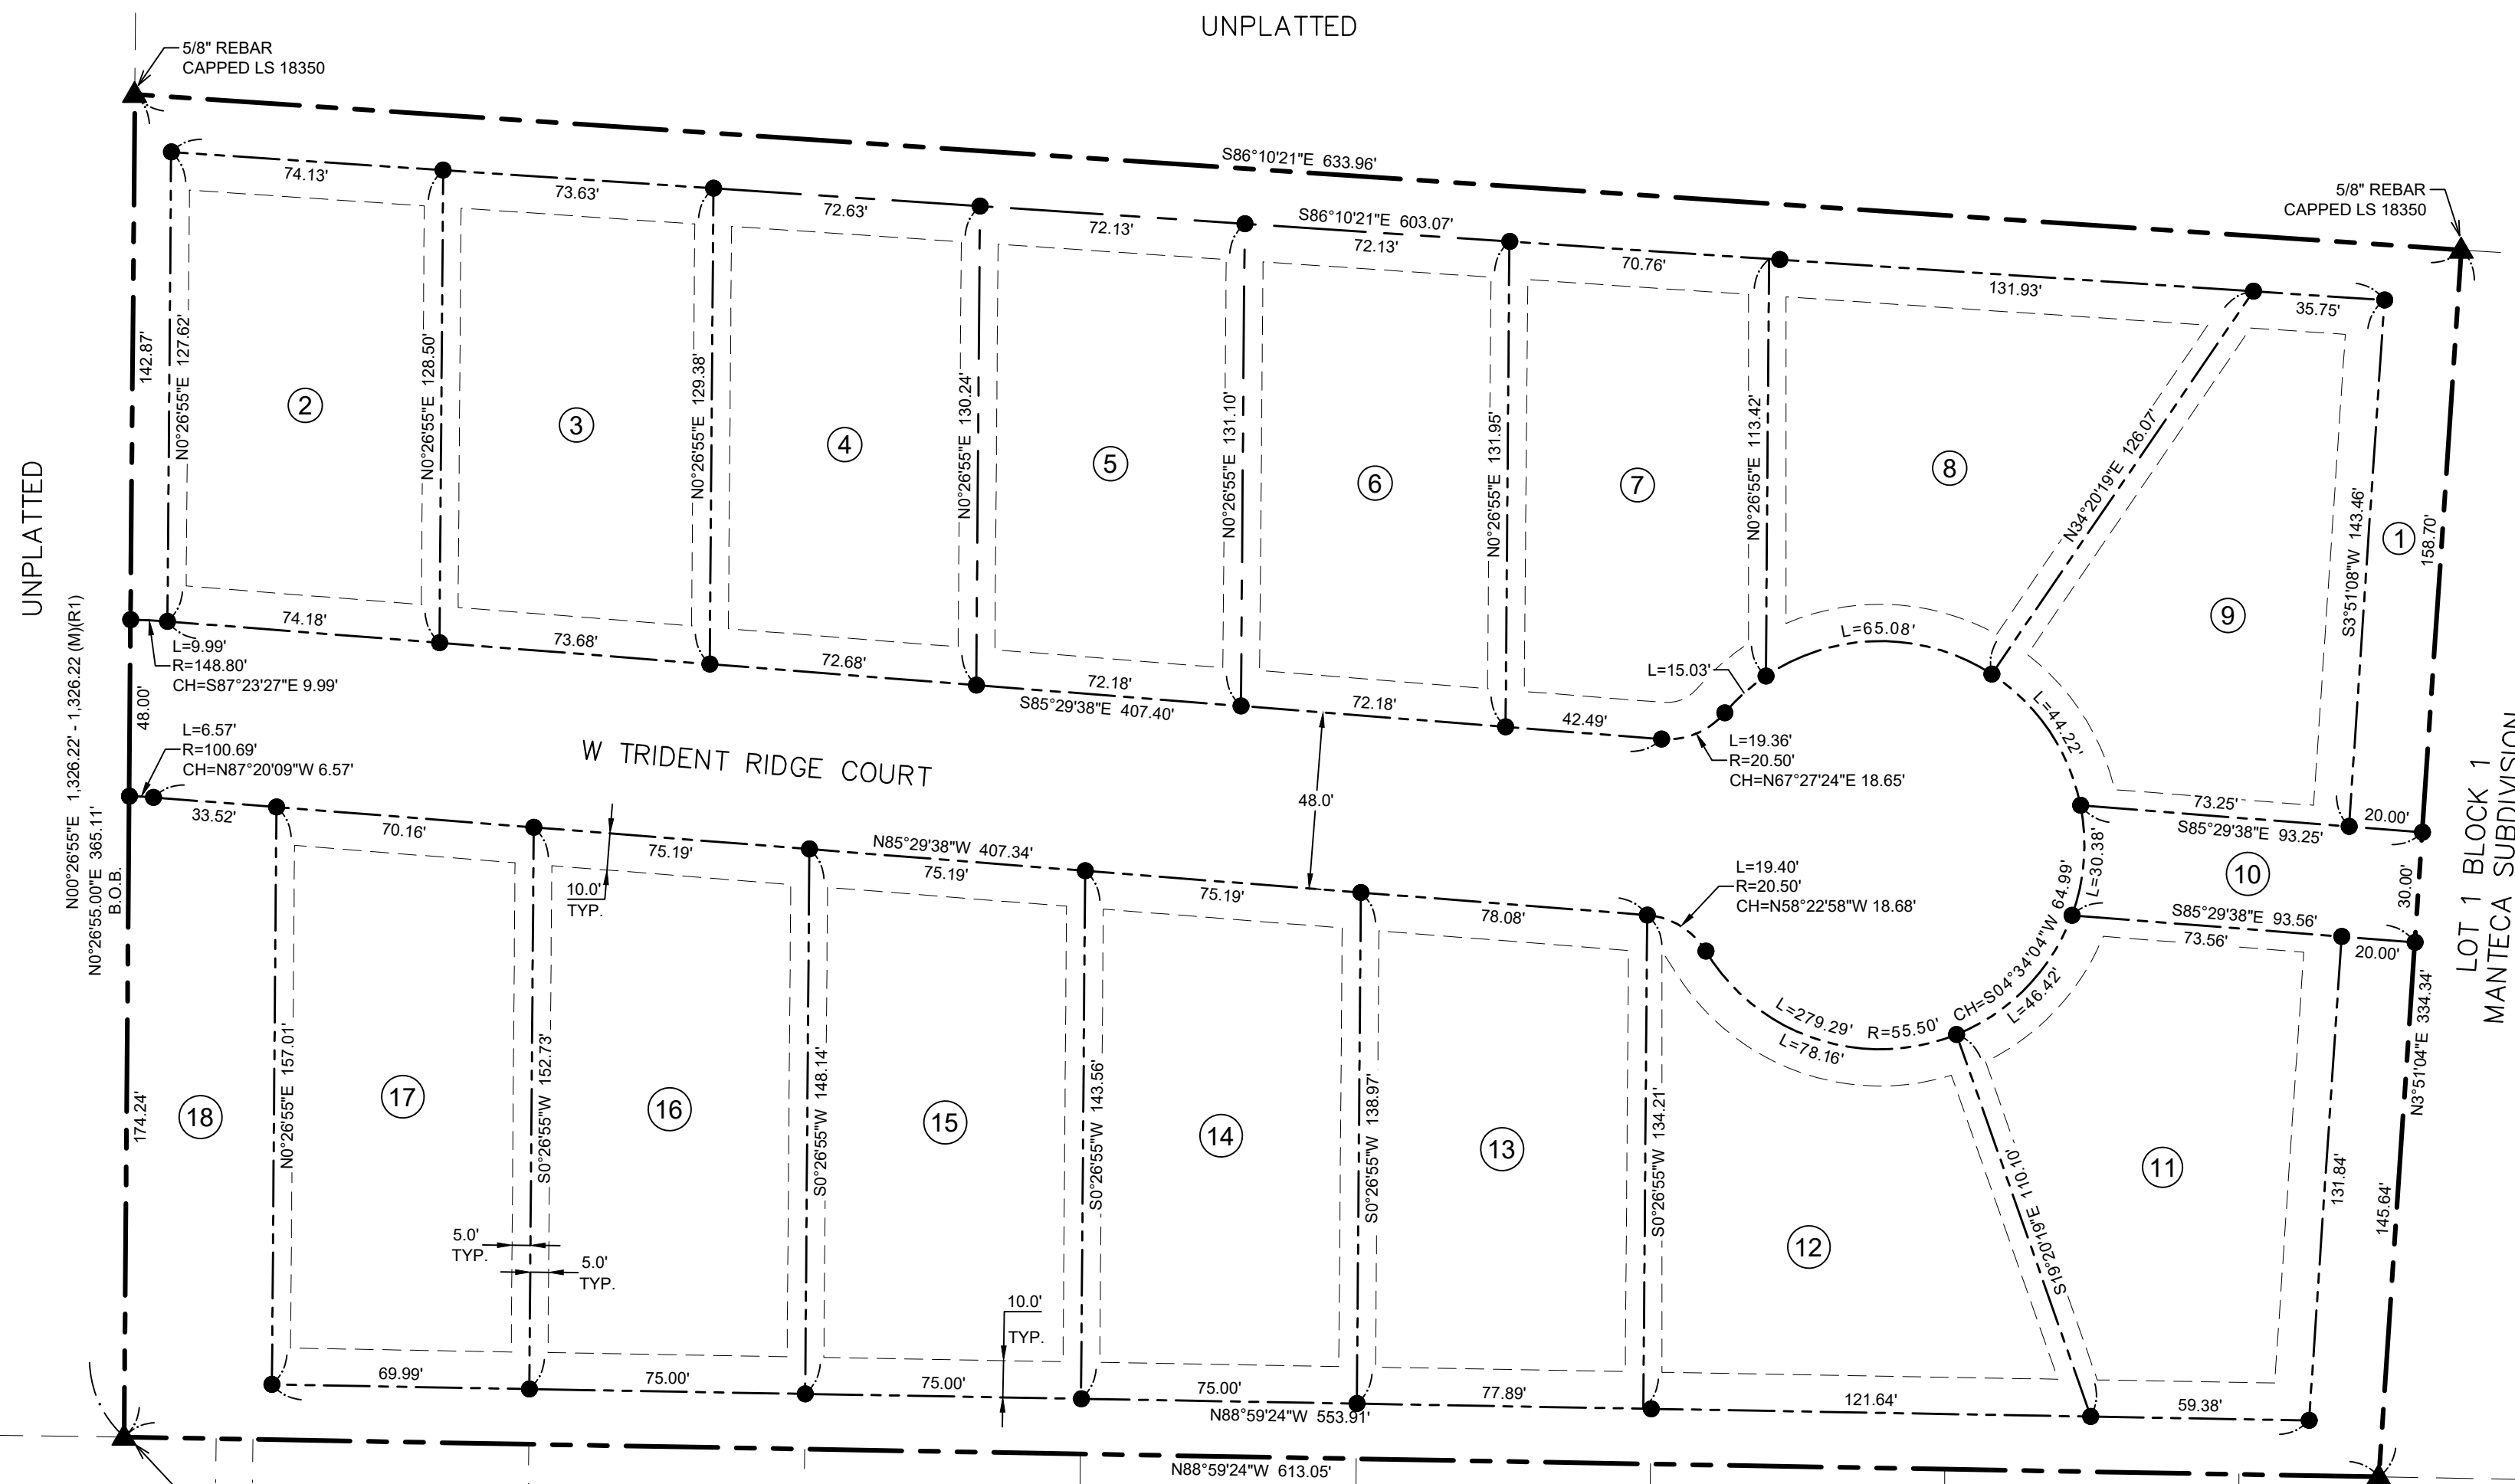 UNPLATTED
5/8" REBAR
CAPPED LS 18350
S86°10'21"E 633.96'
5/8" REBAR
CAPPED LS 18350
74.13'
73.63'
72.63'
72.13'
S86°10'21"E 603.07'
72.13'
70.76'
131.93'
35.75'
UNPLATTED
142.87'
N0°26'55"E 127.62'
2
N0°26'55"E 128.50'
3
N0°26'55"E 129.38'
4
N0°26'55"E 130.24'
5
N0°26'55"E 131.10'
6
N0°26'55"E 131.95'
7
N0°26'55"E 113.42'
8
N34°20'19"E 126.07'
9
S3°51'08"W 143.46'
1
158.70'
74.18'
73.68'
72.68'
72.18'
S85°29'38"E 407.40'
72.18'
42.49'
L=9.99'
R=148.80'
CH=S87°23'27"E 9.99'
L=15.03'
L=65.08'
L=44.22'
L=19.36'
R=20.50'
CH=N67°27'24"E 18.65'
48.00'
L=6.57'
R=100.69'
CH=N87°20'09"W 6.57'
W TRIDENT RIDGE COURT
48.0'
73.25'
20.00'
S85°29'38"E 93.25'
N00°26'55"E 1,326.22' - 1,326.22 (M)(R1)
N0°26'55.00"E 365.11'
B.O.B.
33.52'
70.16'
75.19'
N85°29'38"W 407.34'
75.19'
75.19'
78.08'
10.0'
TYP.
L=19.40'
R=20.50'
CH=N58°22'58"W 18.68'
L=30.38'
10
30.00'
LOT 1 BLOCK 1
MANTECA SUBDIVISION
S85°29'38"E 93.56'
73.56'
20.00'
CH=S04°34'04"W 64.99'
L=46.42'
L=279.29' R=55.50'
L=78.16'
N3°51'04"E 334.34'
174.24'
18
N0°26'55"E 157.01'
17
S0°26'55"W 152.73'
16
S0°26'55"W 148.14'
15
S0°26'55"W 143.56'
14
S0°26'55"W 138.97'
13
S0°26'55"W 134.21'
12
S19°20'19"E 110.10'
11
131.84'
145.64'
5.0'
TYP.
5.0'
TYP.
10.0'
TYP.
69.99'
75.00'
75.00'
75.00'
77.89'
121.64'
59.38'
N88°59'24"W 553.91'
N88°59'24"W 613.05'